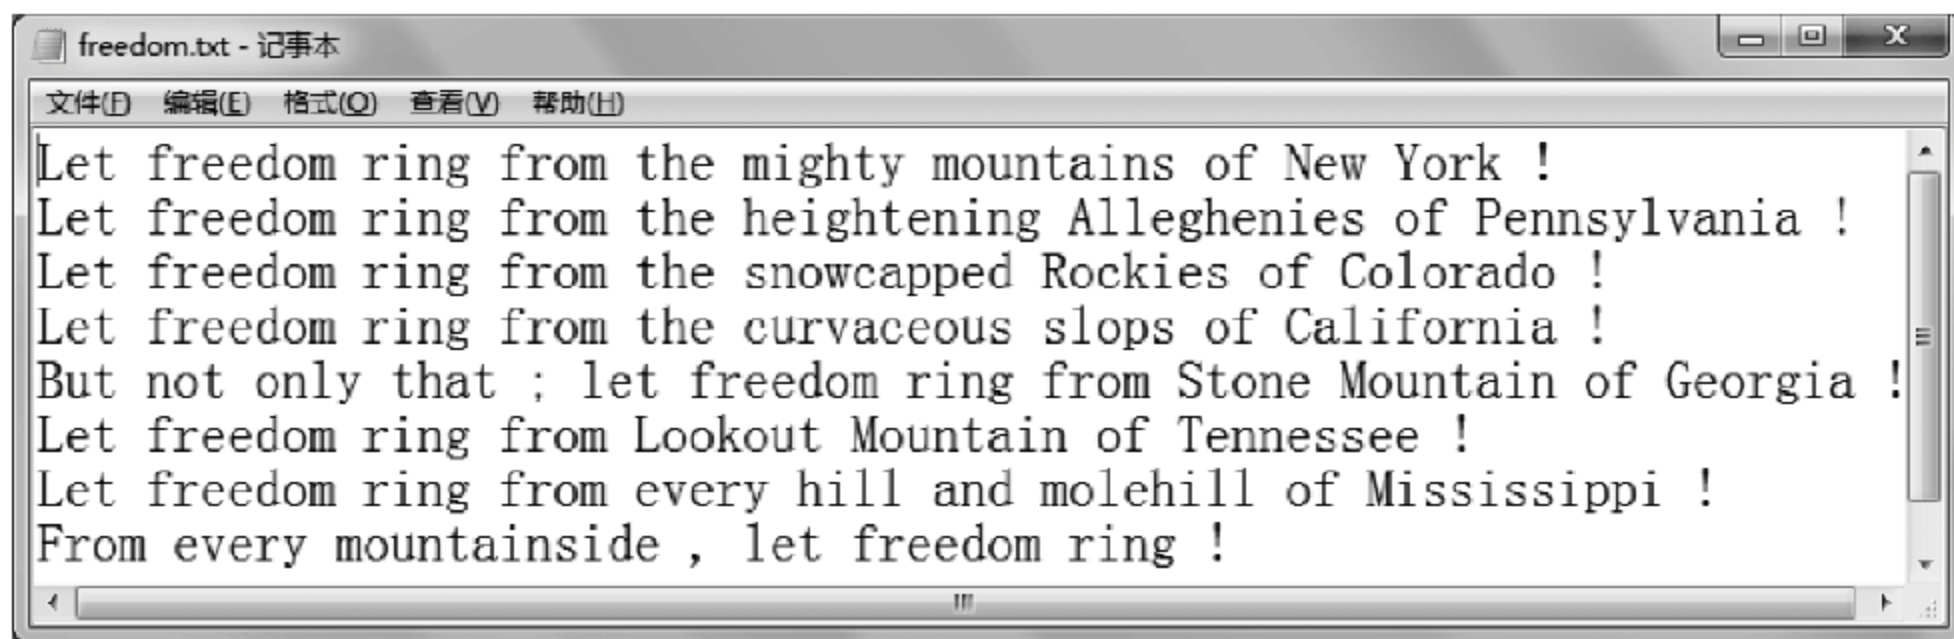 freedom.txt - 记事本
文件(F) 编辑(E) 格式(O) 查看(V) 帮助(H)
Let freedom ring from the mighty mountains of New York !
Let freedom ring from the heightening Alleghenies of Pennsylvania !
Let freedom ring from the snowcapped Rockies of Colorado !
Let freedom ring from the curvaceous slops of California !
But not only that ; let freedom ring from Stone Mountain of Georgia !
Let freedom ring from Lookout Mountain of Tennessee !
Let freedom ring from every hill and molehill of Mississippi !
From every mountainside , let freedom ring !